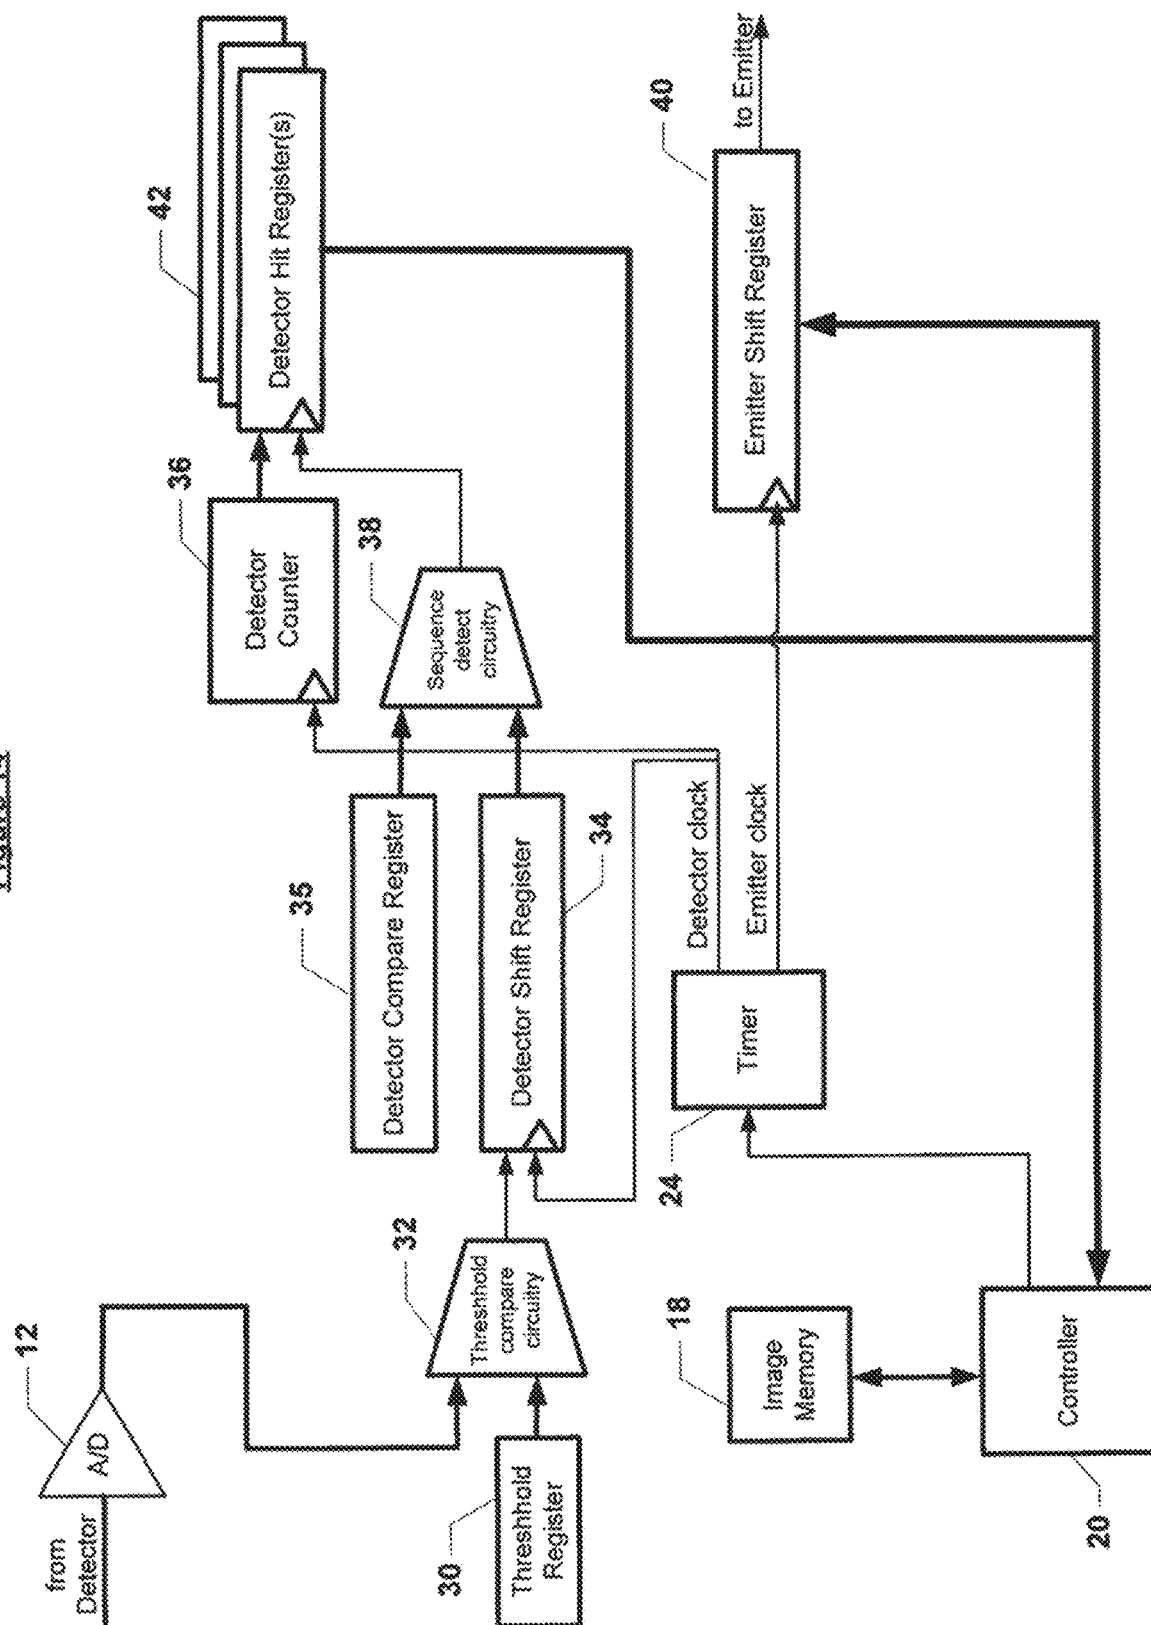 from
Detector
A/D
12
Threshhold
Register
30
Threshhold
compare
circuitry
32
Detector Compare Register
35
Detector Shift Register
34
Sequence
detect
circuitry
38
Detector
Counter
36
Detector Hit Register(s)
42
Image
Memory
18
Controller
20
Timer
24
Detector clock
Emitter clock
Emitter Shift Register
40
to Emitter